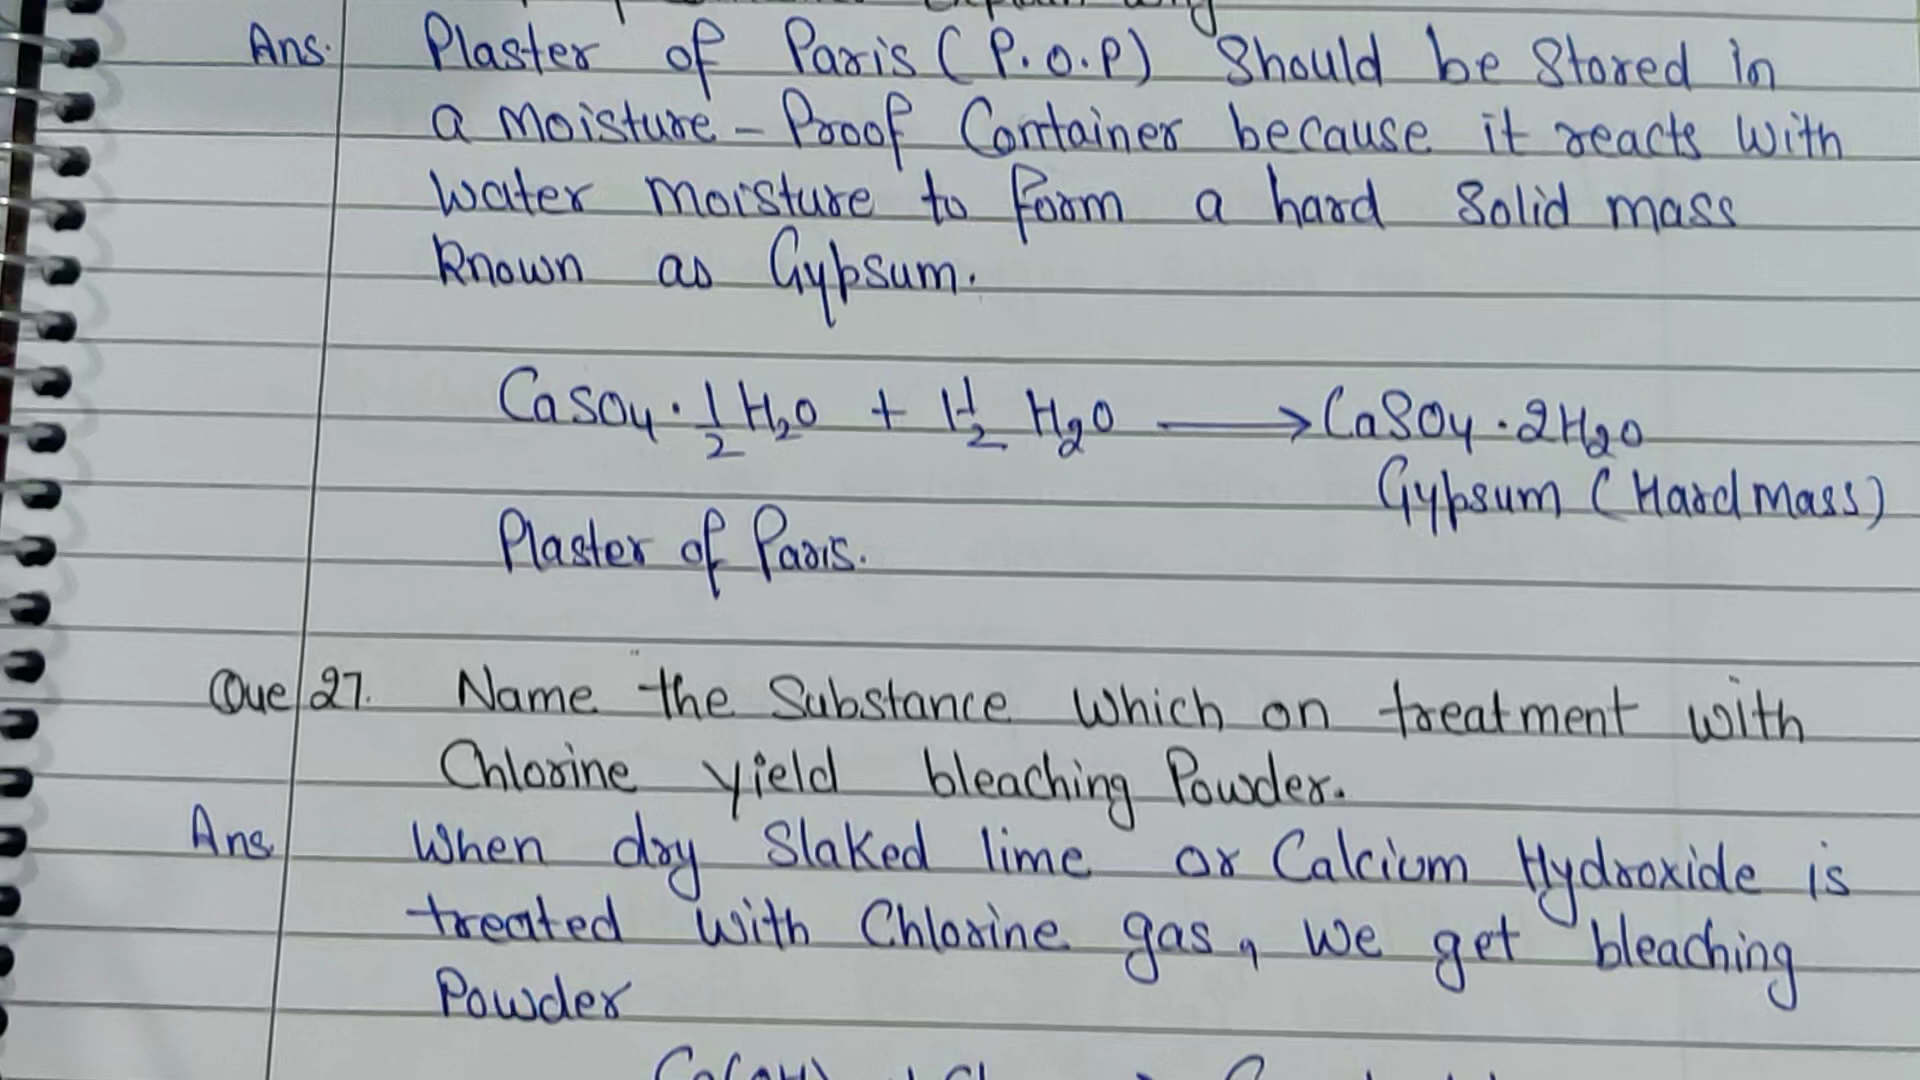 Explain why
Ans. Plaster of Paris (P.O.P) Should be Stored in
a Moisture - Proof Container because it reacts with
water moisture to form a hard Solid mass
known as Gypsum.
CaSO4 · 1/2 H2O + 1 1/2 H2O ⟶ CaSO4 · 2H2O
Gypsum (Hard mass)
Plaster of Paris.
Que 27. Name the Substance which on treatment with
Chlorine yield bleaching Powder.
Ans When dry Slaked lime or Calcium Hydroxide is
treated with Chlorine gas, we get bleaching
Powder